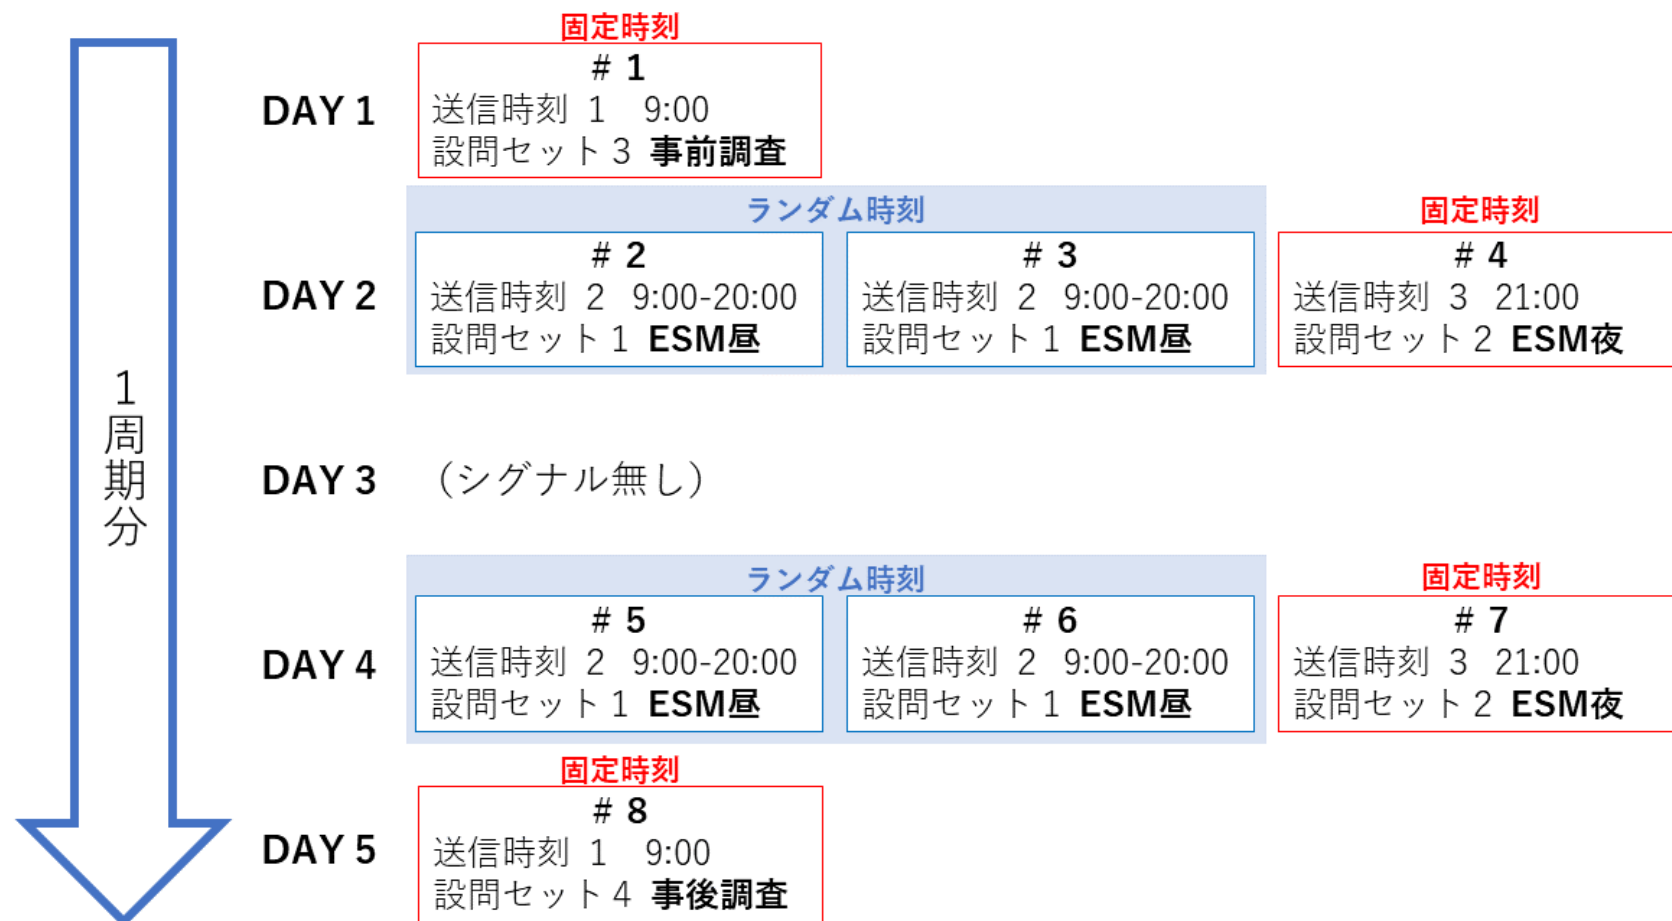 固定時刻
# 1
DAY 1
送信時刻 1 9:00
設問セット 3 事前調査
ランダム時刻
固定時刻
# 2
# 3
# 4
DAY 2
送信時刻 2 9:00-20:00
送信時刻 2 9:00-20:00
送信時刻 3 21:00
設問セット 1 ESM昼
設問セット 1 ESM昼
設問セット 2 ESM夜
1周期分
DAY 3
（シグナル無し）
ランダム時刻
固定時刻
# 5
# 6
# 7
DAY 4
送信時刻 2 9:00-20:00
送信時刻 2 9:00-20:00
送信時刻 3 21:00
設問セット 1 ESM昼
設問セット 1 ESM昼
設問セット 2 ESM夜
固定時刻
# 8
DAY 5
送信時刻 1 9:00
設問セット 4 事後調査